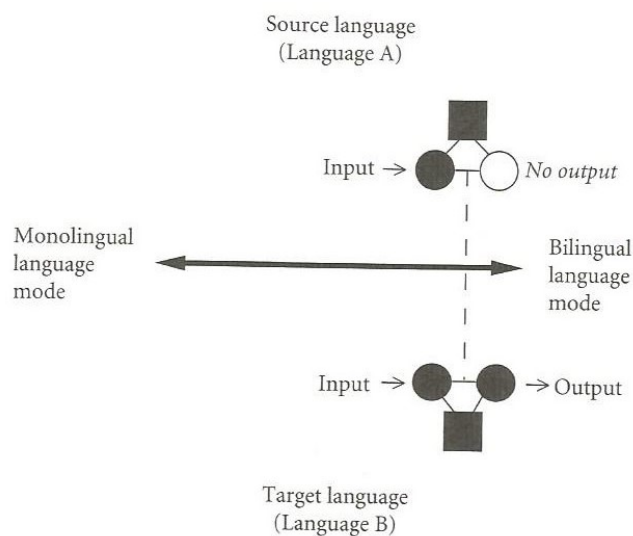 Source language
(Language A)
Input
No output
Monolingual
language
mode
Bilingual
language
mode
Input
Output
Target language
(Language B)